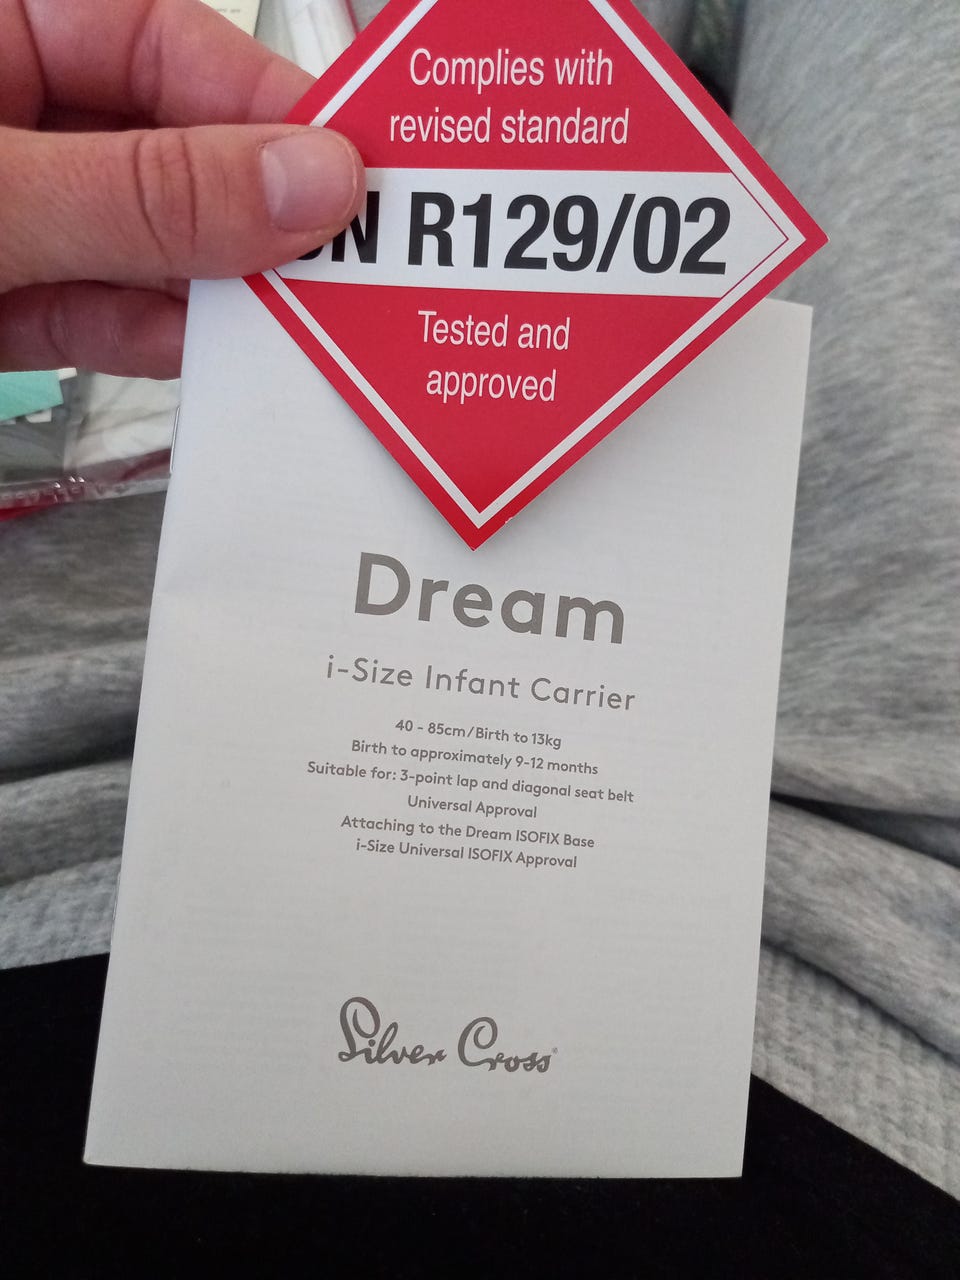 Complies with
revised standard
UN R129/02
Tested and
approved
Dream
i-Size Infant Carrier
40 - 85cm/Birth to 13kg
Birth to approximately 9-12 months
Suitable for: 3-point lap and diagonal seat belt
Universal Approval
Attaching to the Dream ISOFIX Base
i-Size Universal ISOFIX Approval
Silver Cross